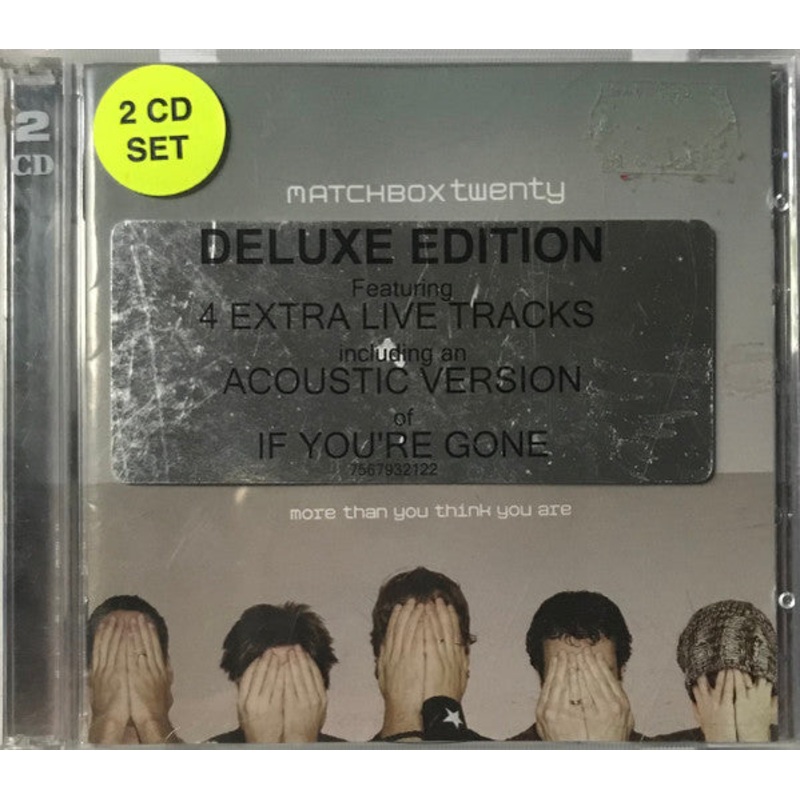 2
CD
2 CD
SET
MATCHBOX twenty
DELUXE EDITION
Featuring
4 EXTRA LIVE TRACKS
including an
ACOUSTIC VERSION
of
IF YOU'RE GONE
7567932122
more than you think you are